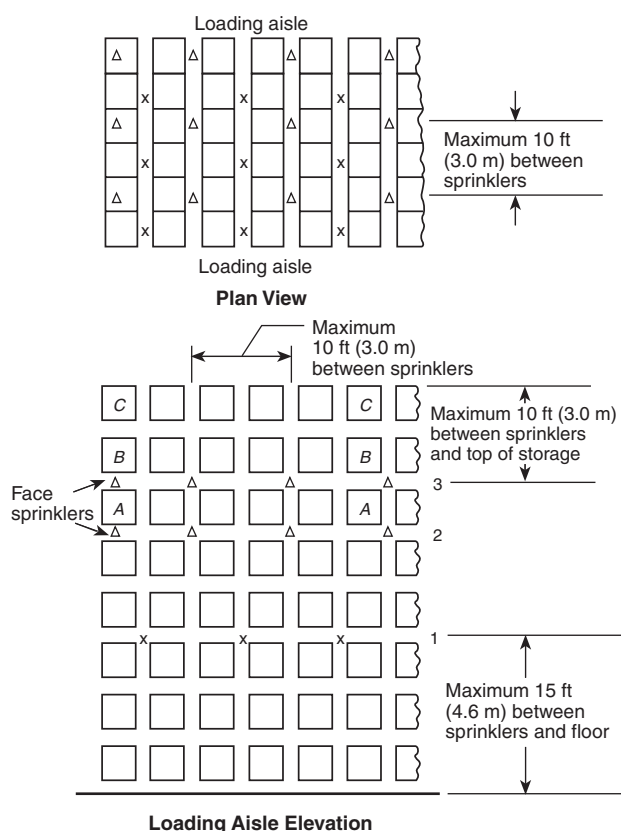 Loading aisle
Δ Δ Δ Δ
x x x
Δ Δ Δ Δ
x x x
Δ Δ Δ Δ
x x x
Maximum 10 ft
(3.0 m) between
sprinklers
Loading aisle
Plan View
Maximum
10 ft (3.0 m)
between sprinklers
C C
Maximum 10 ft (3.0 m)
between sprinklers
and top of storage
B B
Face
sprinklers
Δ Δ Δ Δ 3
A A
Δ Δ Δ Δ 2
x x x 1
Maximum 15 ft
(4.6 m) between
sprinklers and floor
Loading Aisle Elevation